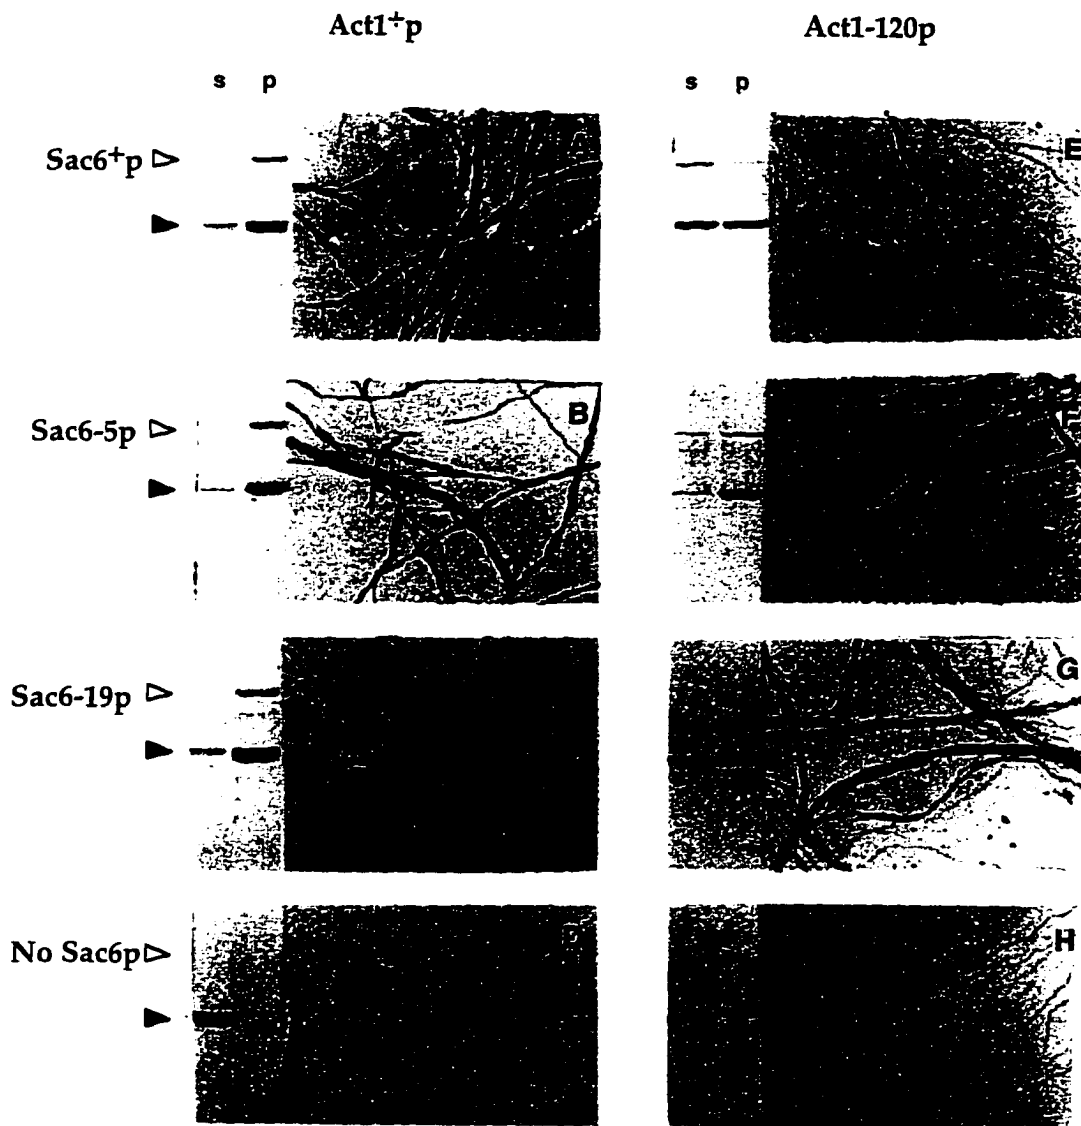 Act1⁺p Act1-120p
s p s p
Sac6⁺p E
Sac6-5p B F
Sac6-19p G
No Sac6p H